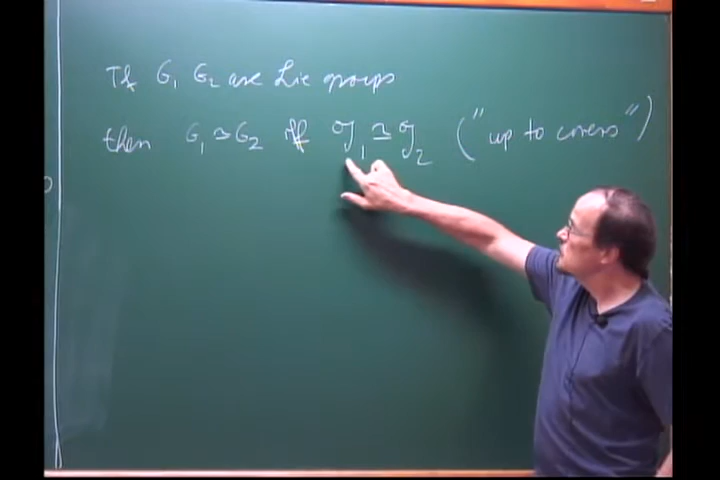 If G₁ G₂ are Lie groups
then G₁ ≅ G₂ iff 𝔤₁ ≅ 𝔤₂ ("up to covers")